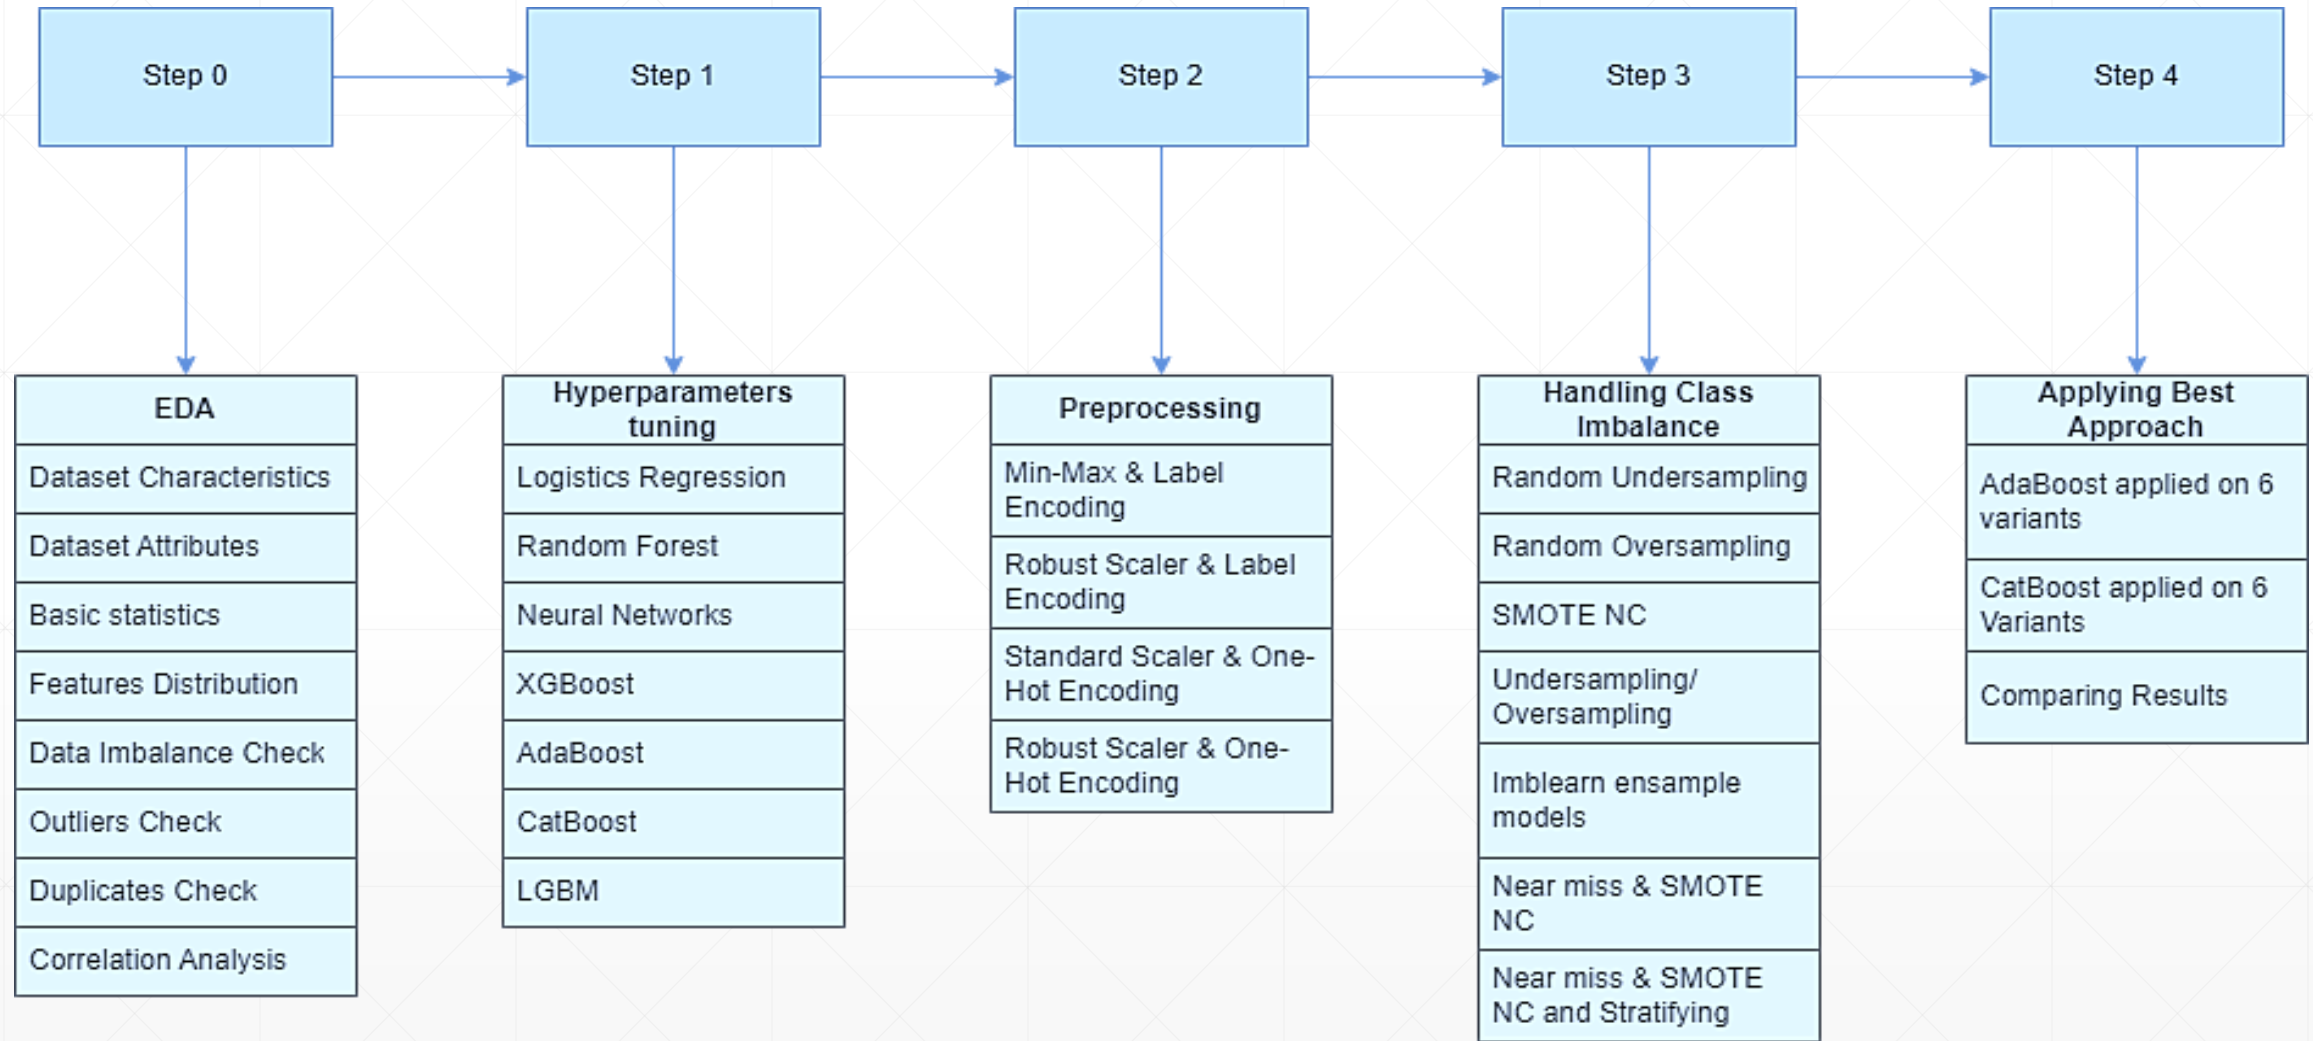 Step 0
Step 1
Step 2
Step 3
Step 4
EDA
Dataset Characteristics
Dataset Attributes
Basic statistics
Features Distribution
Data Imbalance Check
Outliers Check
Duplicates Check
Correlation Analysis
Hyperparameters
tuning
Logistics Regression
Random Forest
Neural Networks
XGBoost
AdaBoost
CatBoost
LGBM
Preprocessing
Min-Max & Label
Encoding
Robust Scaler & Label
Encoding
Standard Scaler & One-
Hot Encoding
Robust Scaler & One-
Hot Encoding
Handling Class
Imbalance
Random Undersampling
Random Oversampling
SMOTE NC
Undersampling/
Oversampling
Imblearn ensample
models
Near miss & SMOTE
NC
Near miss & SMOTE
NC and Stratifying
Applying Best
Approach
AdaBoost applied on 6
variants
CatBoost applied on 6
Variants
Comparing Results